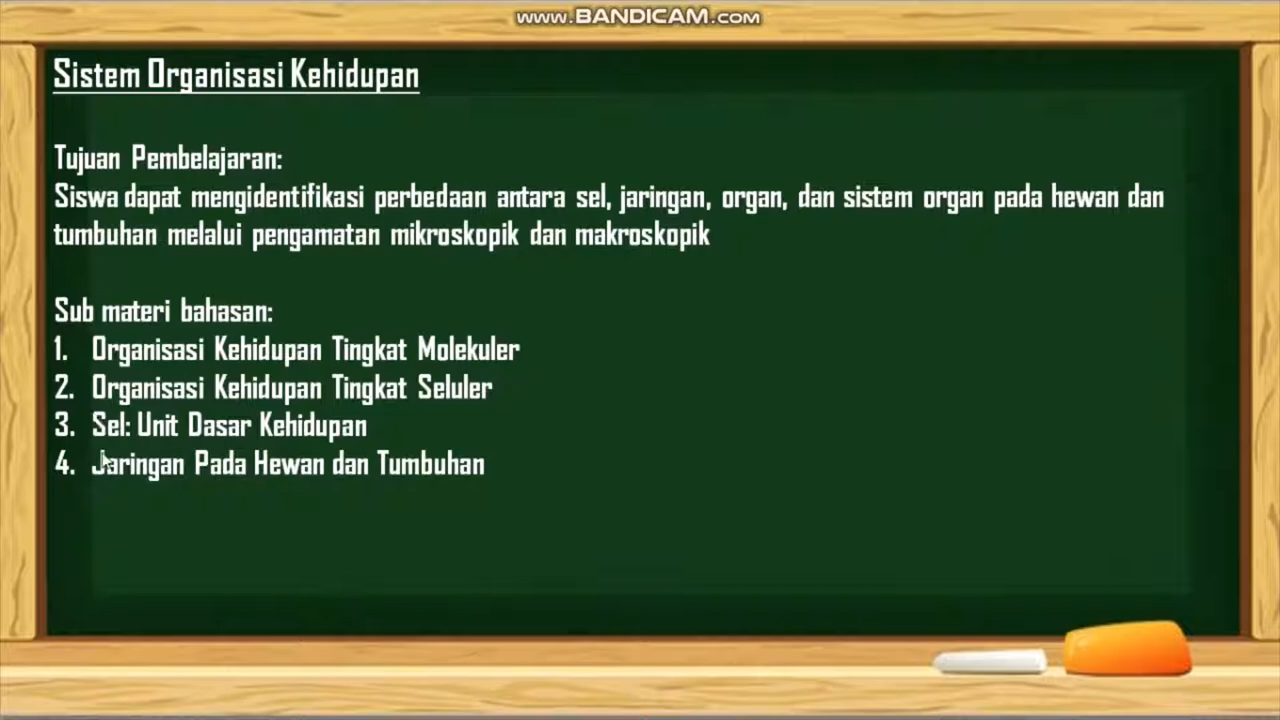 www.BANDICAM.com
Sistem Organisasi Kehidupan
Tujuan Pembelajaran:
Siswa dapat mengidentifikasi perbedaan antara sel, jaringan, organ, dan sistem organ pada hewan dan
tumbuhan melalui pengamatan mikroskopik dan makroskopik
Sub materi bahasan:
1. Organisasi Kehidupan Tingkat Molekuler
2. Organisasi Kehidupan Tingkat Seluler
3. Sel: Unit Dasar Kehidupan
4. Jaringan Pada Hewan dan Tumbuhan